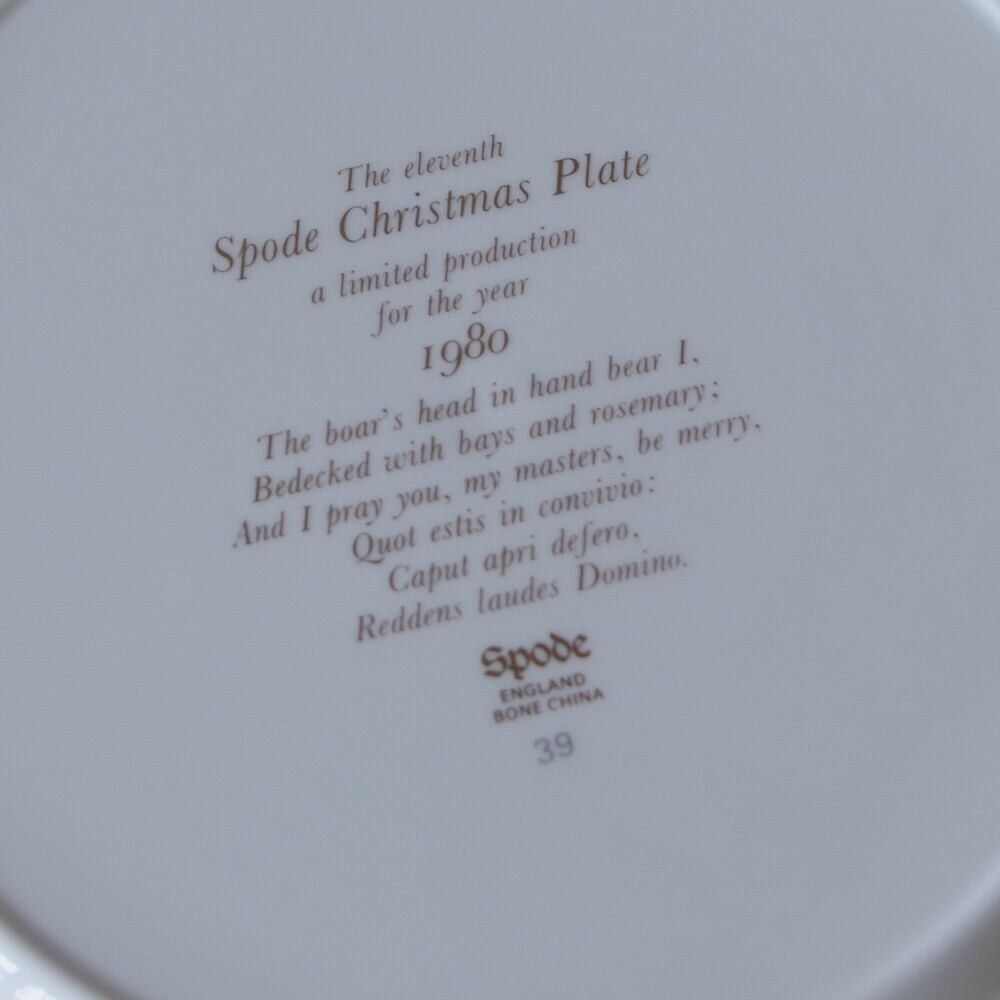 The eleventh
Spode Christmas Plate
a limited production
for the year
1980
The boar's head in hand bear I,
Bedecked with bays and rosemary;
And I pray you, my masters, be merry,
Quot estis in convivio:
Caput apri defero,
Reddens laudes Domino.
Spode
ENGLAND
BONE CHINA
39